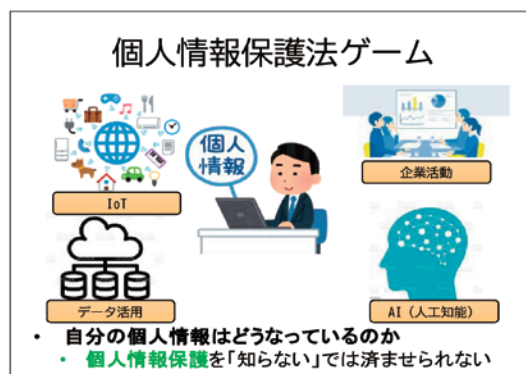 個人情報保護法ゲーム
個人
情報
IoT
企業活動
データ活用
AI（人工知能）
・ 自分の個人情報はどうなっているのか
・ 個人情報保護を「知らない」では済ませられない